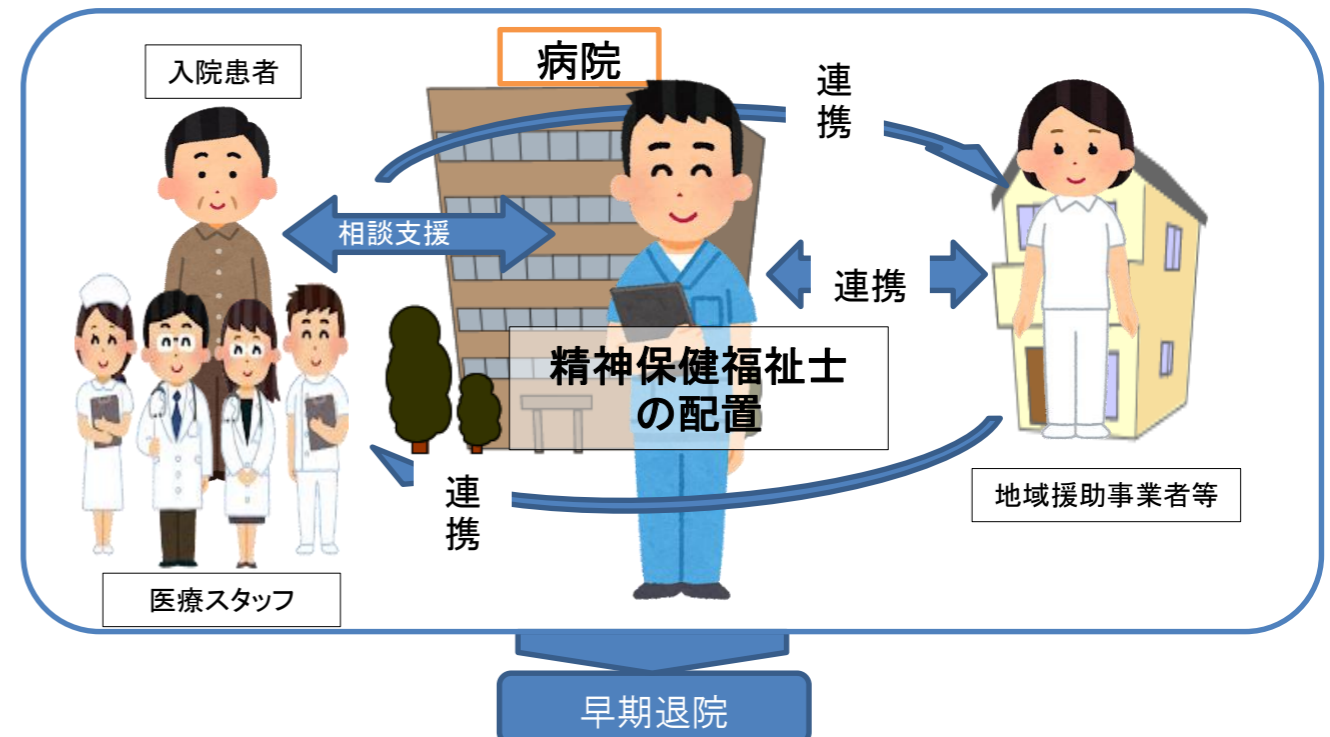 病院
入院患者
連携
相談支援
連携
精神保健福祉士
の配置
連携
地域援助事業者等
医療スタッフ
早期退院